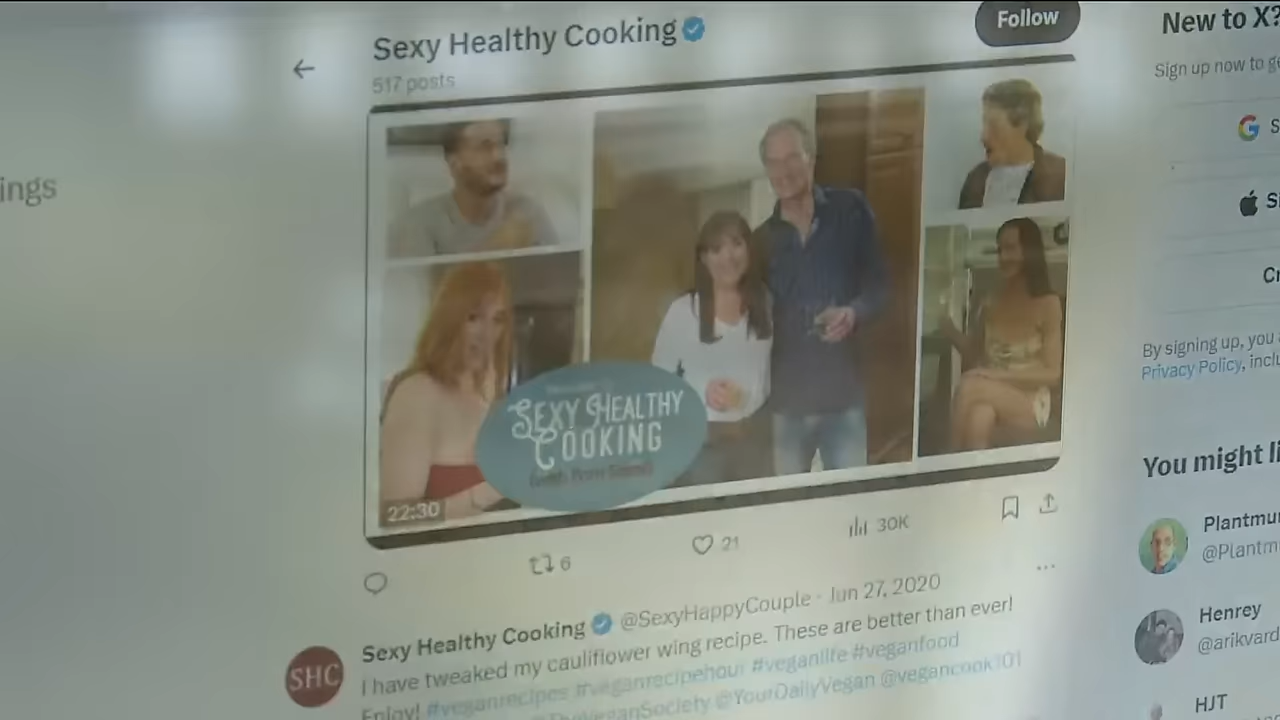 Sexy Healthy Cooking
517 posts
Follow
New to X?
Sign up now to ge
ings
G S
Si
Cr
By signing up, you
Privacy Policy, inclu
SEXY HEALTHY
COOKING
22:30
6
21
30K
You might li
Plantmu
@Plantm
Henrey
@arikvard
HJT
SHC
Sexy Healthy Cooking @SexyHappyCouple · Jun 27, 2020
I have tweaked my cauliflower wing recipe. These are better than ever!
Enjoy! #veganrecipes #veganrecipehour #veganlife #veganfood
@TheVeganSociety @YourDailyVegan @vegancook101